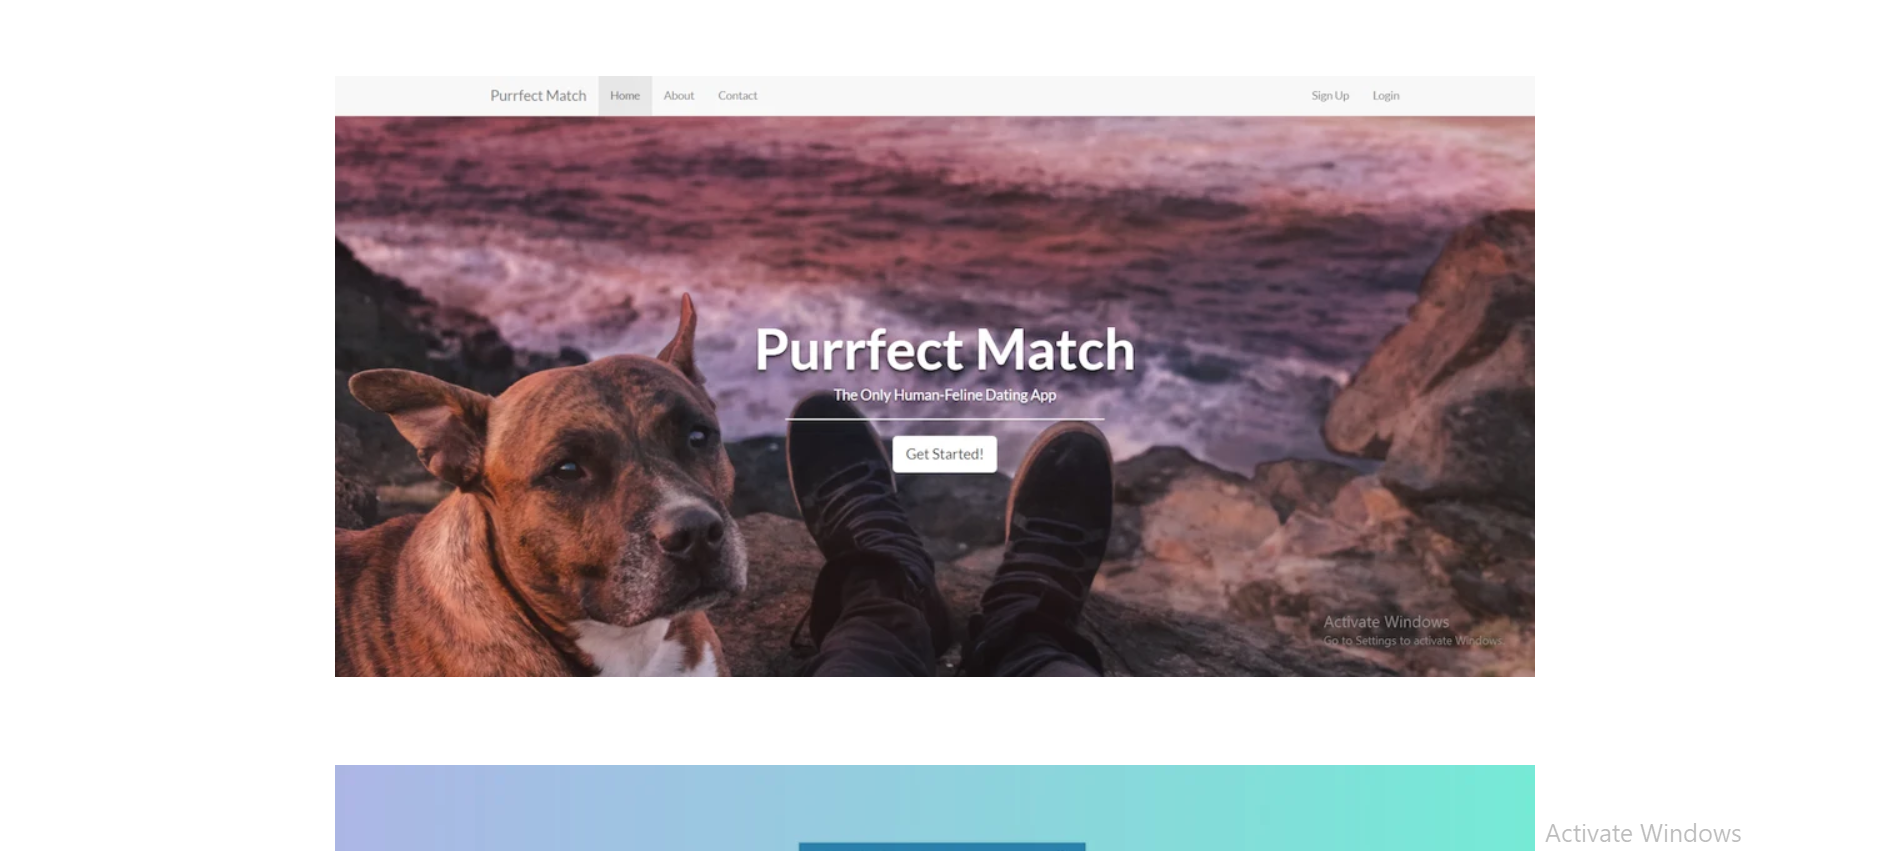 Purrfect Match Home About Contact Sign Up Login
Purrfect Match
The Only Human-Feline Dating App
Get Started!
Activate Windows
Go to Settings to activate Windows.
Activate Windows